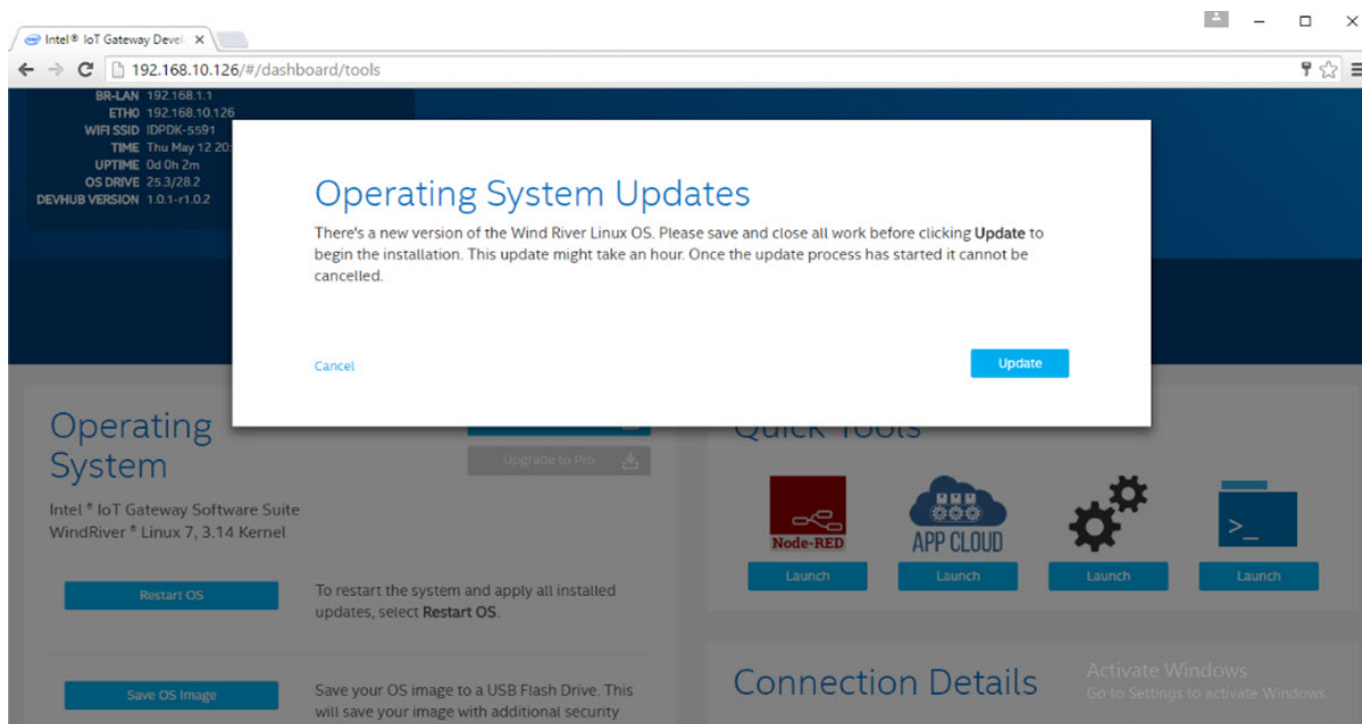 Intel® IoT Gateway Devel
192.168.10.126/#/dashboard/tools
BR-LAN 192.168.1.1
ETH0 192.168.10.126
WIFI SSID IDPDK-5591
TIME Thu May 12 20:
UPTIME 0d 0h 2m
OS DRIVE 25.3/28.2
DEVHUB VERSION 1.0.1-r1.0.2
Operating System Updates
There's a new version of the Wind River Linux OS. Please save and close all work before clicking Update to
begin the installation. This update might take an hour. Once the update process has started it cannot be
cancelled.
Cancel
Update
Operating
System
Upgrade to Pro
Intel ® IoT Gateway Software Suite
WindRiver ® Linux 7, 3.14 Kernel
Restart OS
To restart the system and apply all installed
updates, select Restart OS.
Save OS Image
Save your OS image to a USB Flash Drive. This
will save your image with additional security
Quick Tools
Node-RED
APP CLOUD
>_
Launch
Launch
Launch
Launch
Connection Details
Activate Windows
Go to Settings to activate Windows.